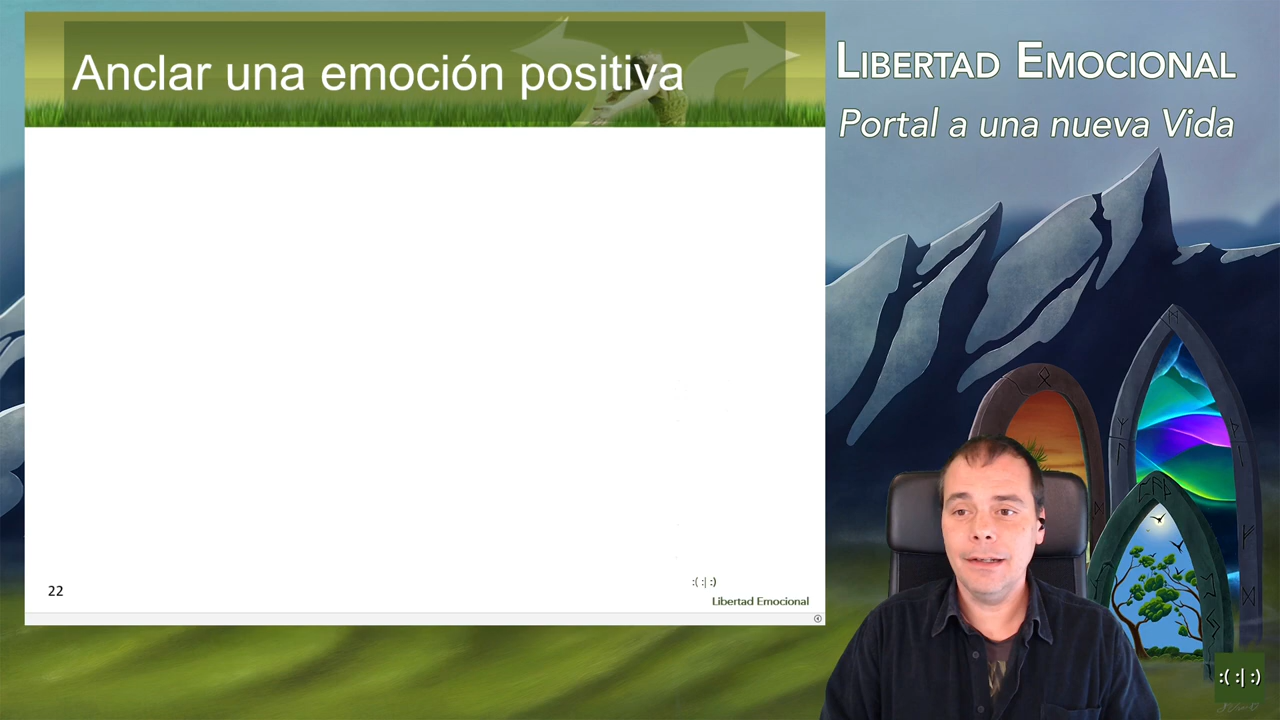 Anclar una emoción positiva
22
:( :| :)
Libertad Emocional
LIBERTAD EMOCIONAL
Portal a una nueva Vida
:( :| :)